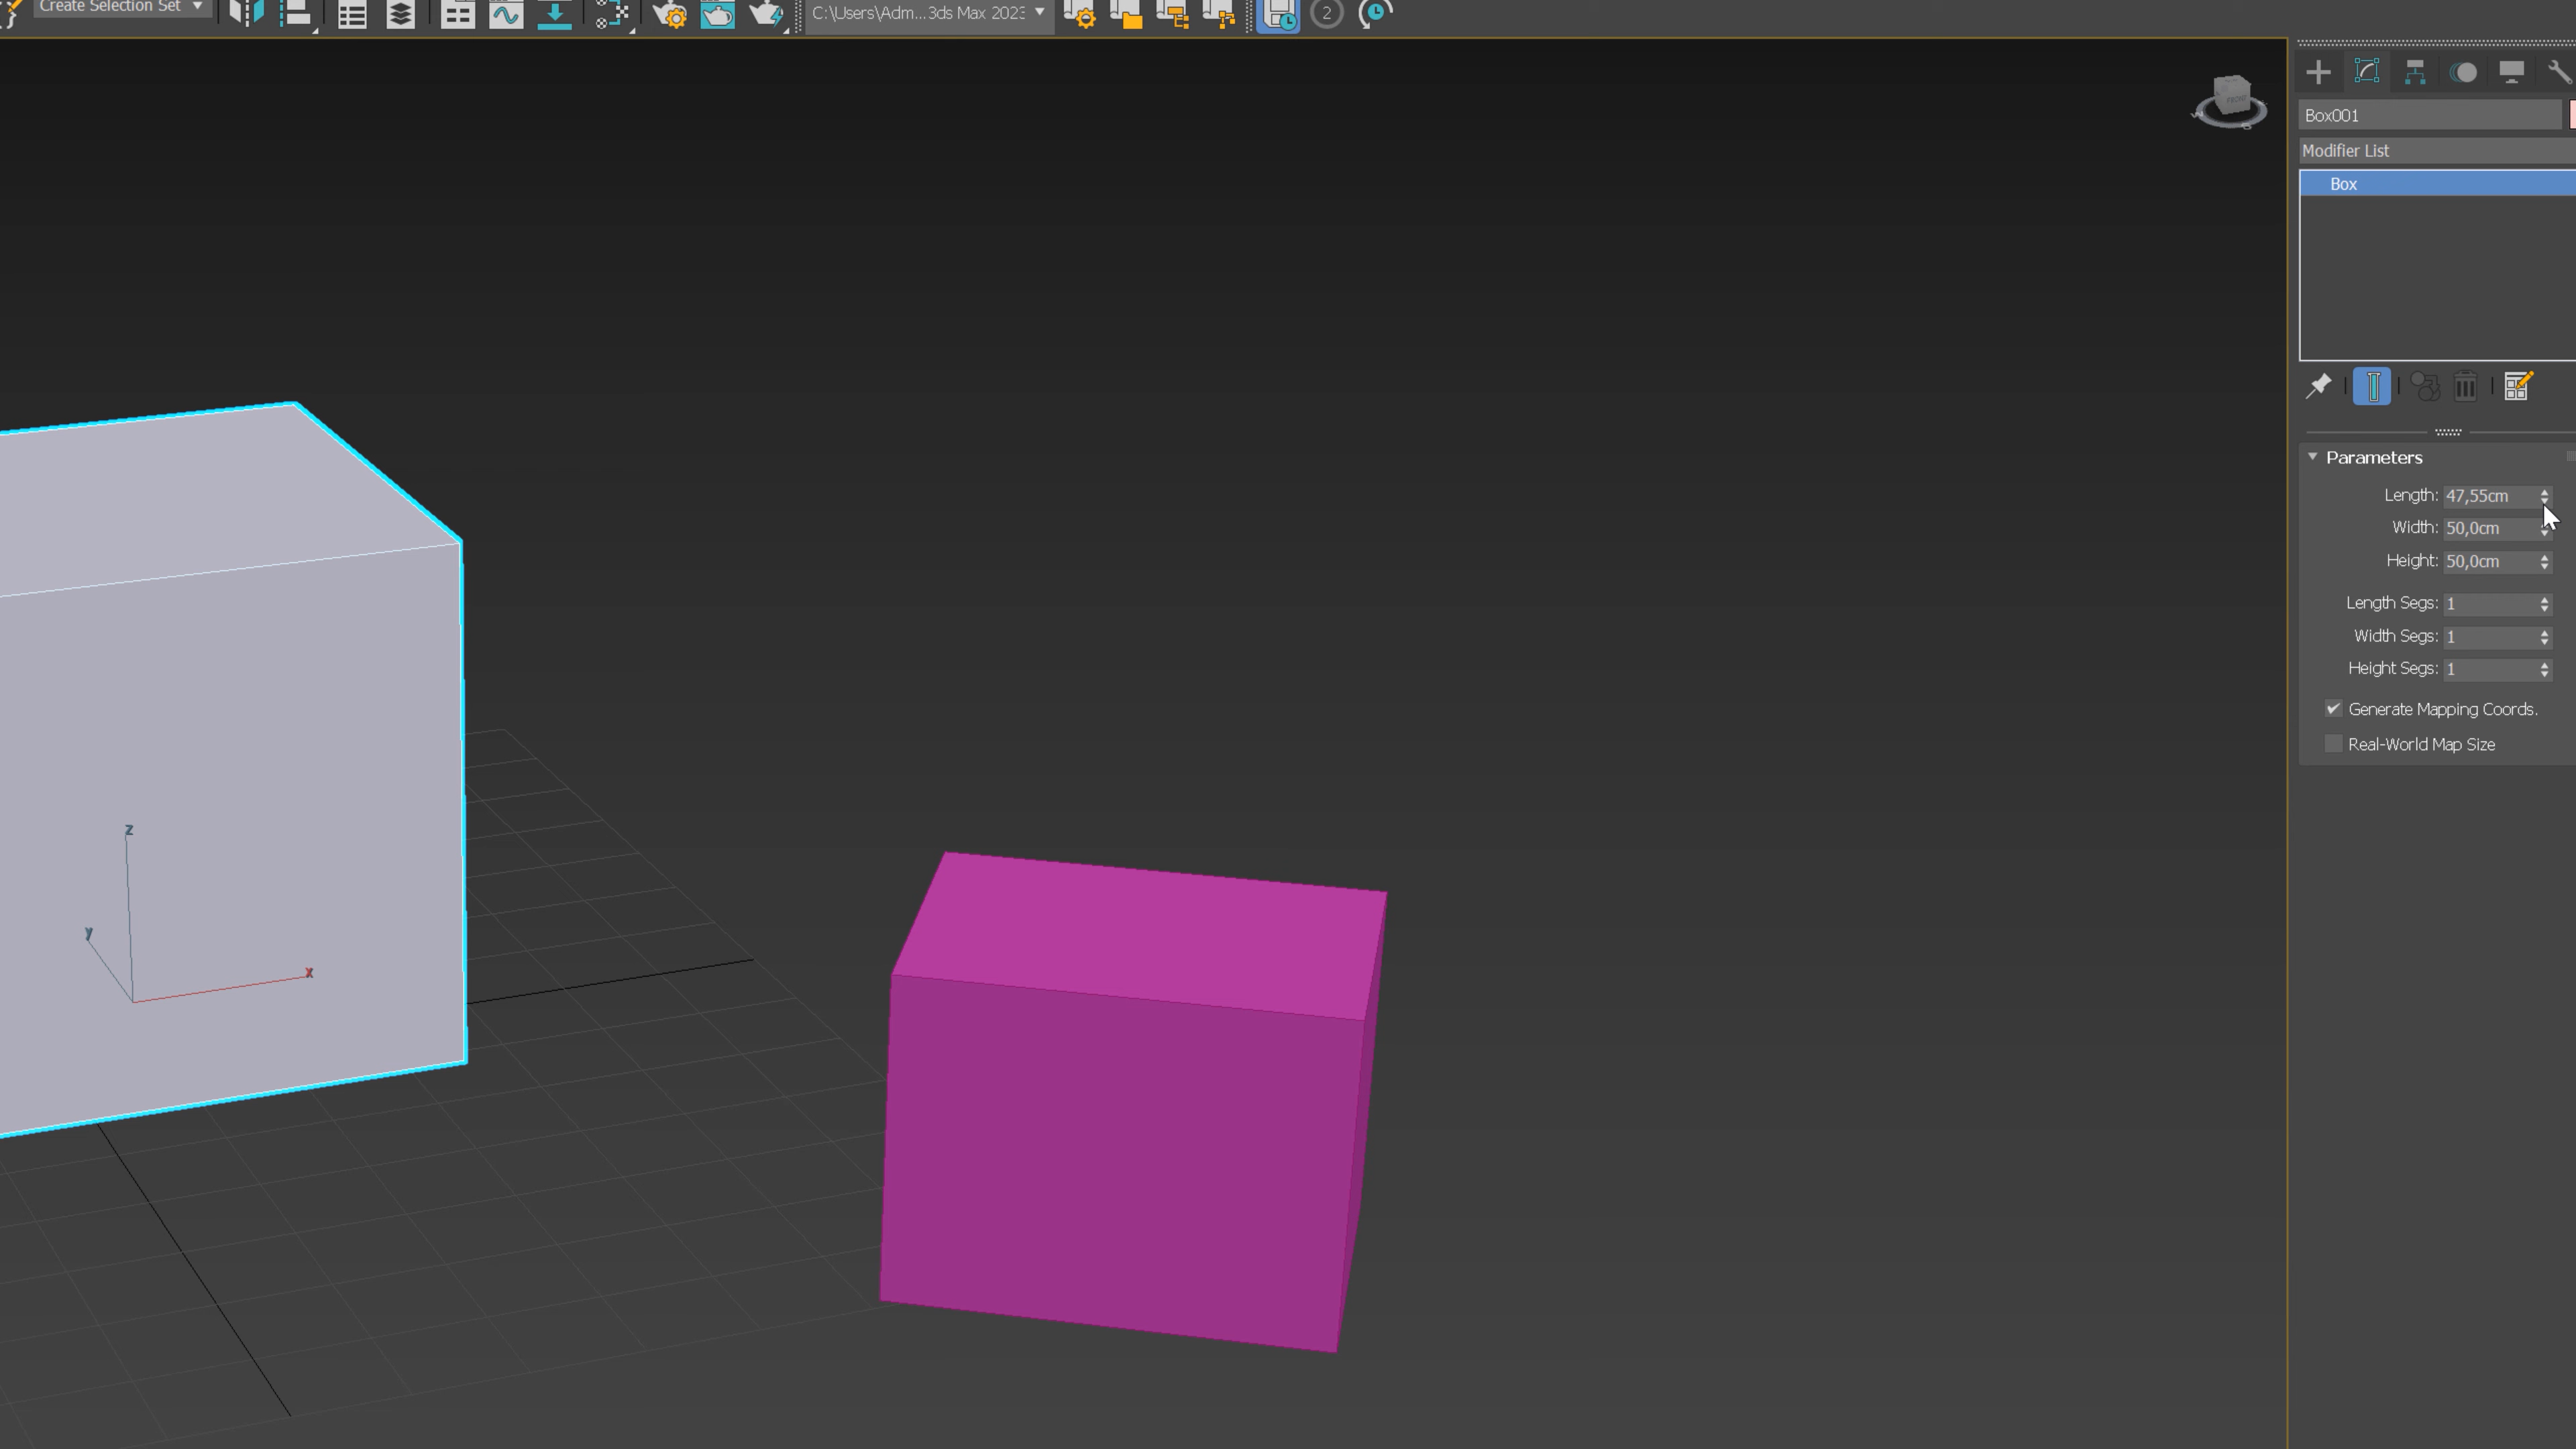 Create Selection Set
C:\Users\Adm...3ds Max 2023
2
FRONT
Box001
Modifier List
Box
Parameters
Length: 47,55cm
Width: 50,0cm
Height: 50,0cm
Length Segs: 1
Width Segs: 1
Height Segs: 1
Generate Mapping Coords.
Real-World Map Size
z
y
x